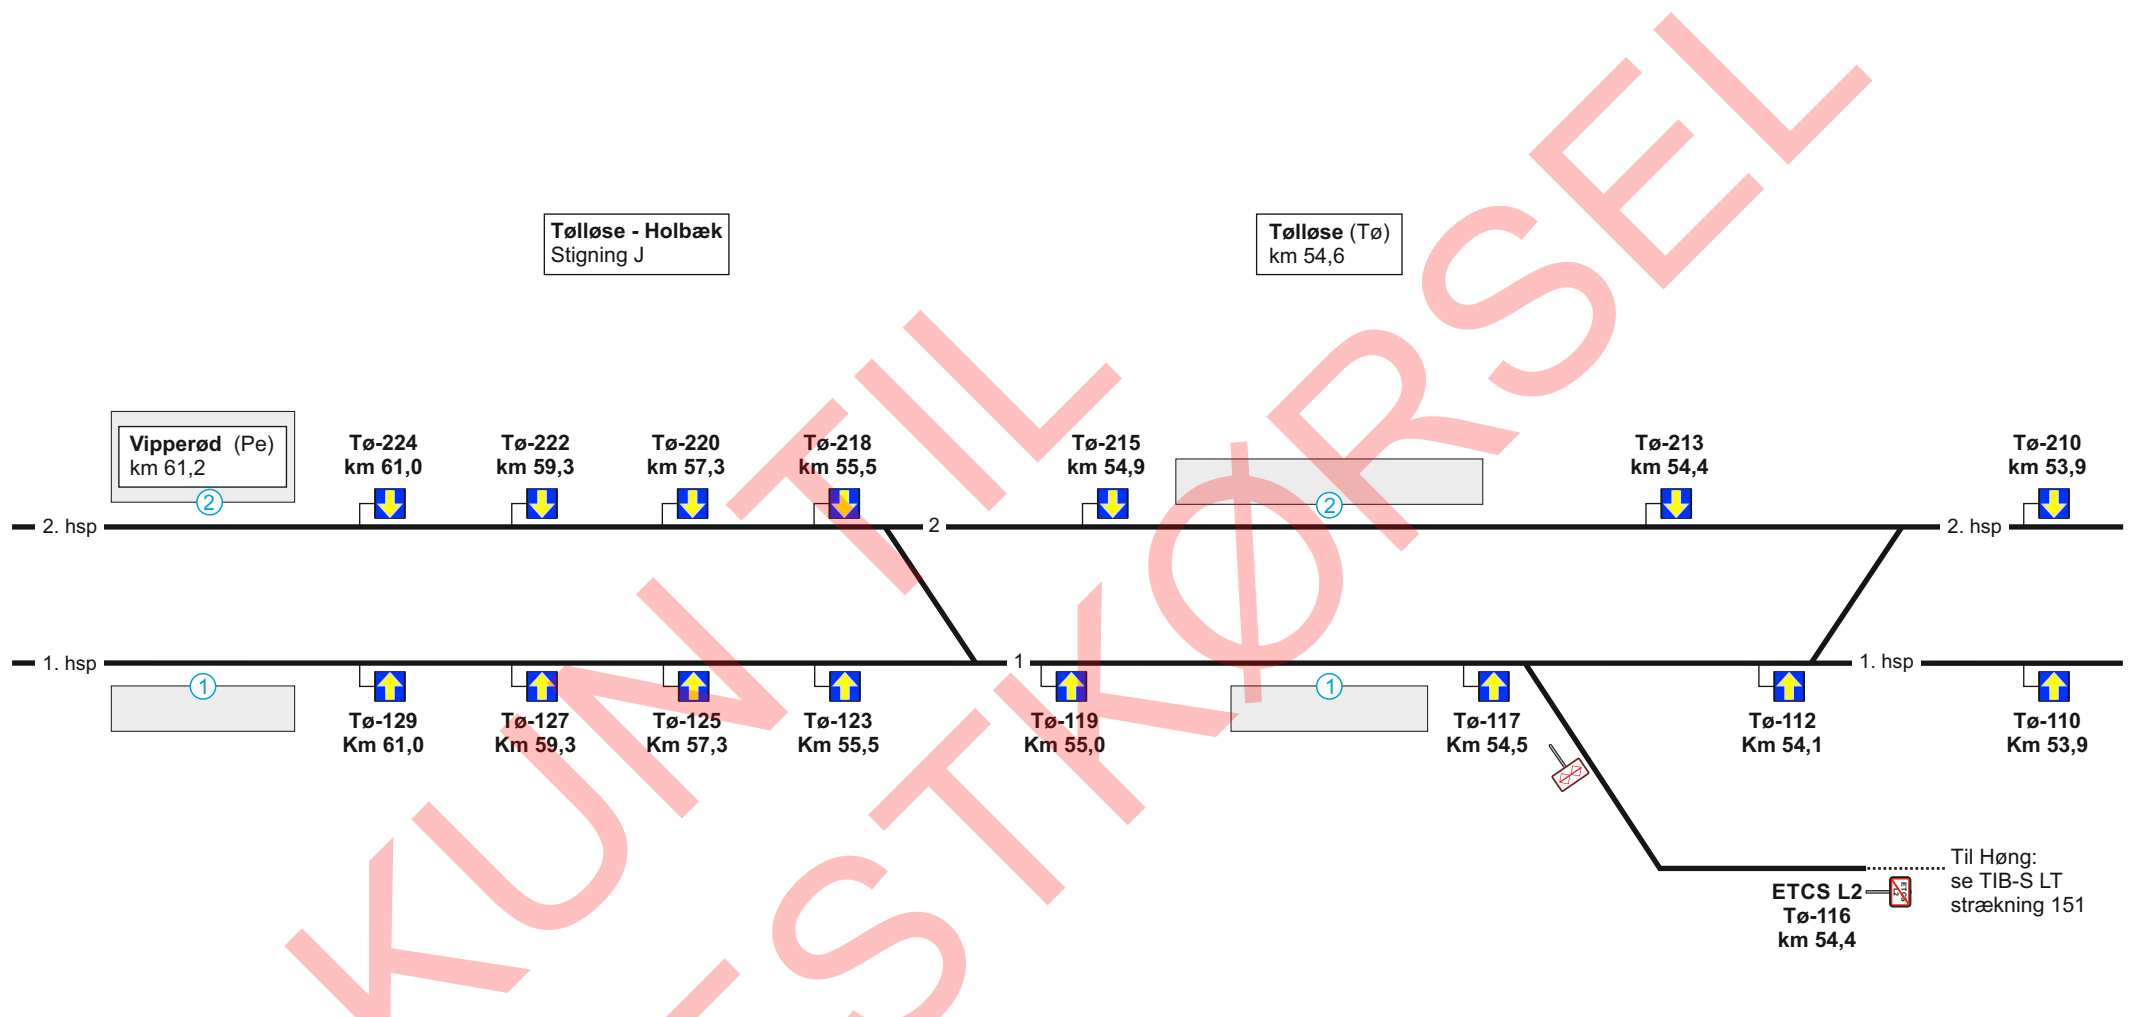 Tølløse - Holbæk
Stigning J
Tølløse (Tø)
km 54,6
Vipperød (Pe)
km 61,2
2
Tø-224
km 61,0
Tø-222
km 59,3
Tø-220
km 57,3
Tø-218
km 55,5
Tø-215
km 54,9
2
Tø-213
km 54,4
Tø-210
km 53,9
2. hsp
2
2. hsp
1. hsp
1
1. hsp
1
1
Tø-129
Km 61,0
Tø-127
Km 59,3
Tø-125
Km 57,3
Tø-123
Km 55,5
Tø-119
Km 55,0
Tø-117
Km 54,5
Tø-112
Km 54,1
Tø-110
Km 53,9
ETCS L2
Tø-116
km 54,4
ETCS
L2
Til Høng:
se TIB-S LT
strækning 151
KUN TIL
ESTKØRSEL